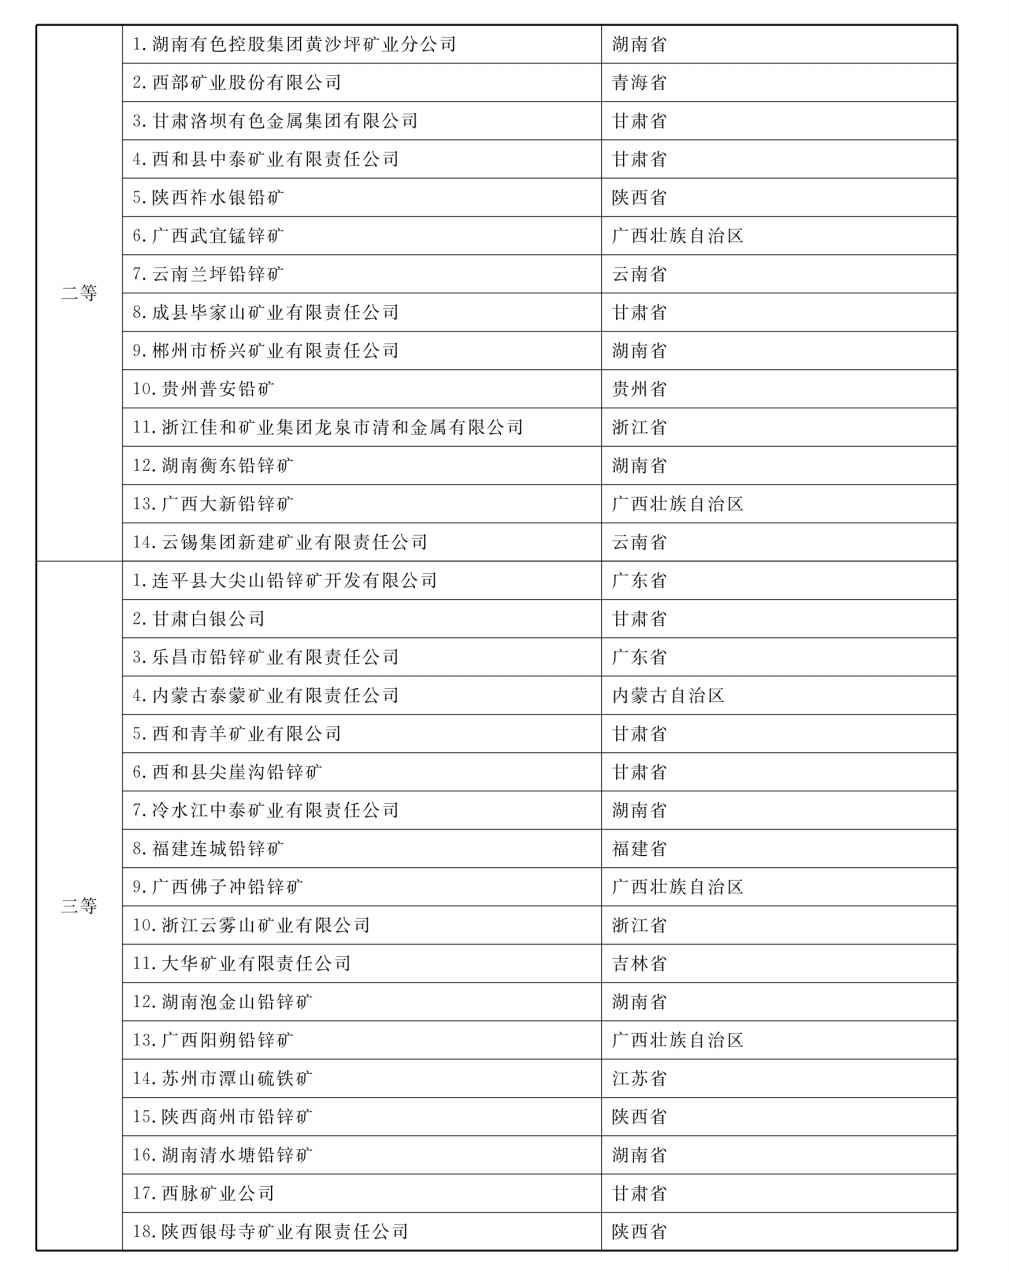 二等
1.湖南有色控股集团黄沙坪矿业分公司 湖南省
2.西部矿业股份有限公司 青海省
3.甘肃洛坝有色金属集团有限公司 甘肃省
4.西和县中泰矿业有限责任公司 甘肃省
5.陕西祚水银铅矿 陕西省
6.广西武宜锰锌矿 广西壮族自治区
7.云南兰坪铅锌矿 云南省
8.成县毕家山矿业有限责任公司 甘肃省
9.郴州市桥兴矿业有限责任公司 湖南省
10.贵州普安铅矿 贵州省
11.浙江佳和矿业集团龙泉市清和金属有限公司 浙江省
12.湖南衡东铅锌矿 湖南省
13.广西大新铅锌矿 广西壮族自治区
14.云锡集团新建矿业有限责任公司 云南省
三等
1.连平县大尖山铅锌矿开发有限公司 广东省
2.甘肃白银公司 甘肃省
3.乐昌市铅锌矿业有限责任公司 广东省
4.内蒙古泰蒙矿业有限责任公司 内蒙古自治区
5.西和青羊矿业有限公司 甘肃省
6.西和县尖崖沟铅锌矿 甘肃省
7.冷水江中泰矿业有限责任公司 湖南省
8.福建连城铅锌矿 福建省
9.广西佛子冲铅锌矿 广西壮族自治区
10.浙江云雾山矿业有限公司 浙江省
11.大华矿业有限责任公司 吉林省
12.湖南泡金山铅锌矿 湖南省
13.广西阳朔铅锌矿 广西壮族自治区
14.苏州市潭山硫铁矿 江苏省
15.陕西商州市铅锌矿 陕西省
16.湖南清水塘铅锌矿 湖南省
17.西脉矿业公司 甘肃省
18.陕西银母寺矿业有限责任公司 陕西省